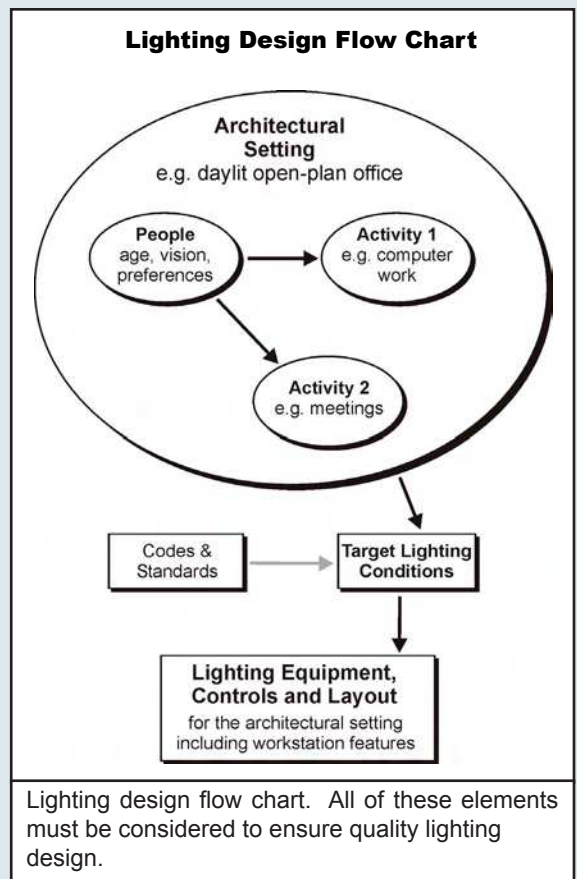 Lighting Design Flow Chart
Architectural
Setting
e.g. daylit open-plan office
People
age, vision,
preferences
Activity 1
e.g. computer
work
Activity 2
e.g. meetings
Codes &
Standards
Target Lighting
Conditions
Lighting Equipment,
Controls and Layout
for the architectural setting
including workstation features
Lighting design flow chart. All of these elements
must be considered to ensure quality lighting
design.